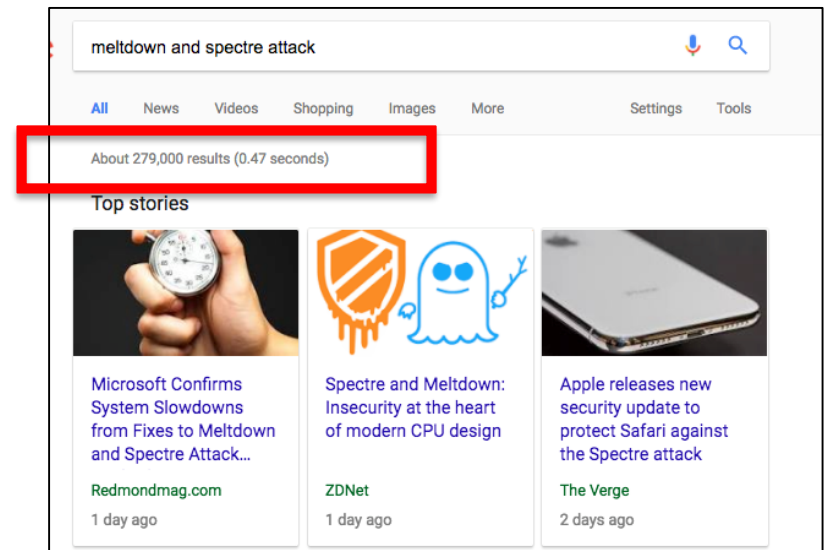 meltdown and spectre attack
All News Videos Shopping Images More Settings Tools
About 279,000 results (0.47 seconds)
Top stories
Microsoft Confirms
System Slowdowns
from Fixes to Meltdown
and Spectre Attack...
Redmondmag.com
1 day ago
Spectre and Meltdown:
Insecurity at the heart
of modern CPU design
ZDNet
1 day ago
Apple releases new
security update to
protect Safari against
the Spectre attack
The Verge
2 days ago